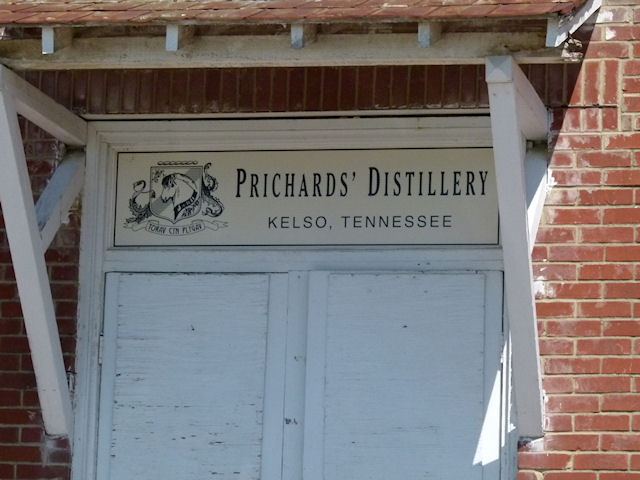 PRICHARDS' DISTILLERY
KELSO, TENNESSEE